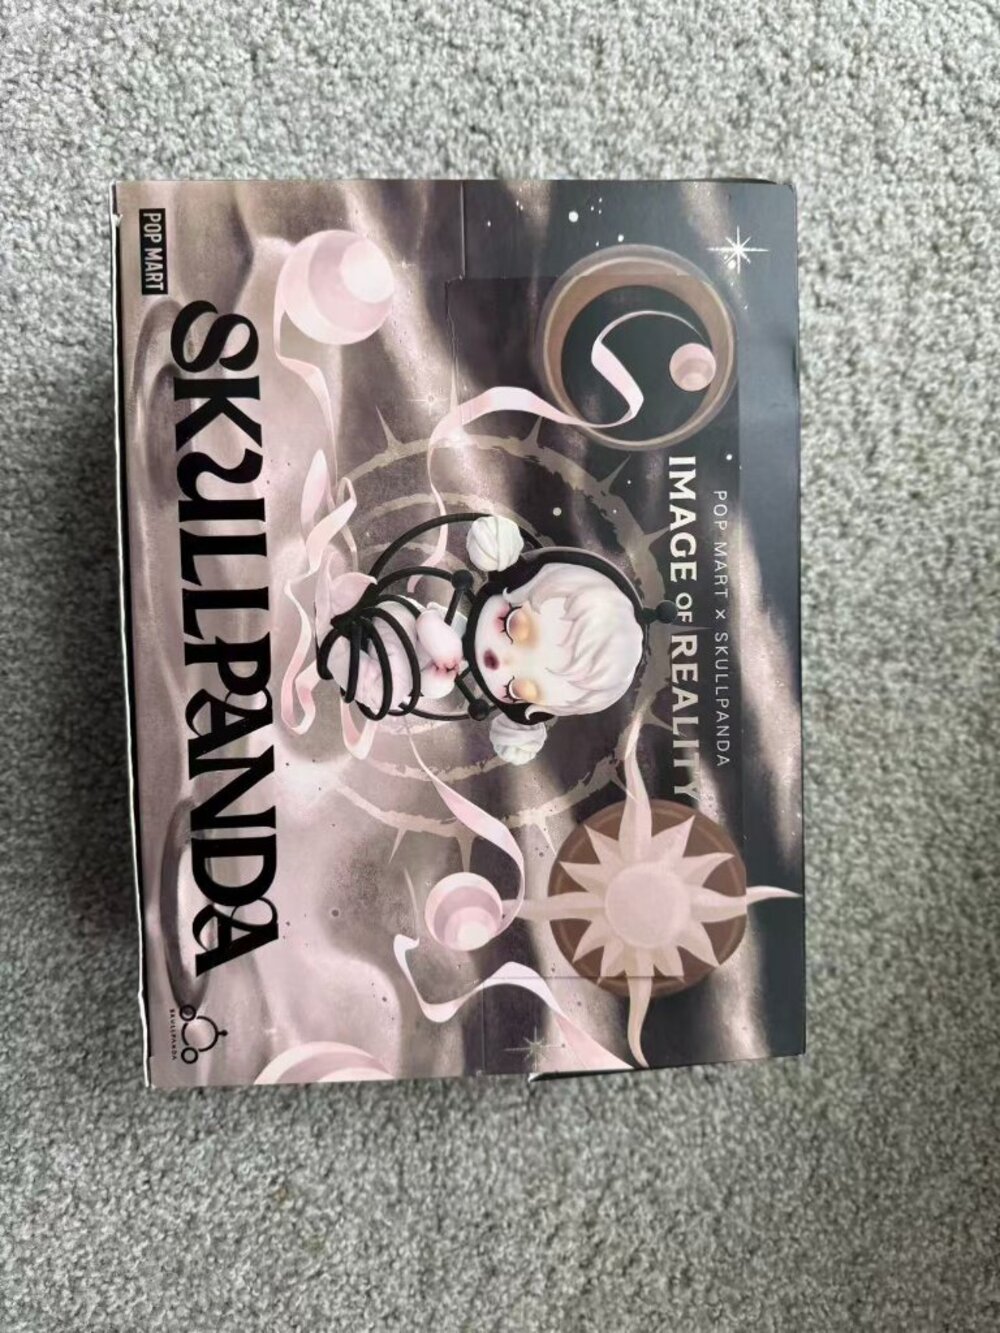 POP MART × SKULLPANDA
IMAGE OF REALITY
POP MART
SKULLPANDA
SKULLPANDA